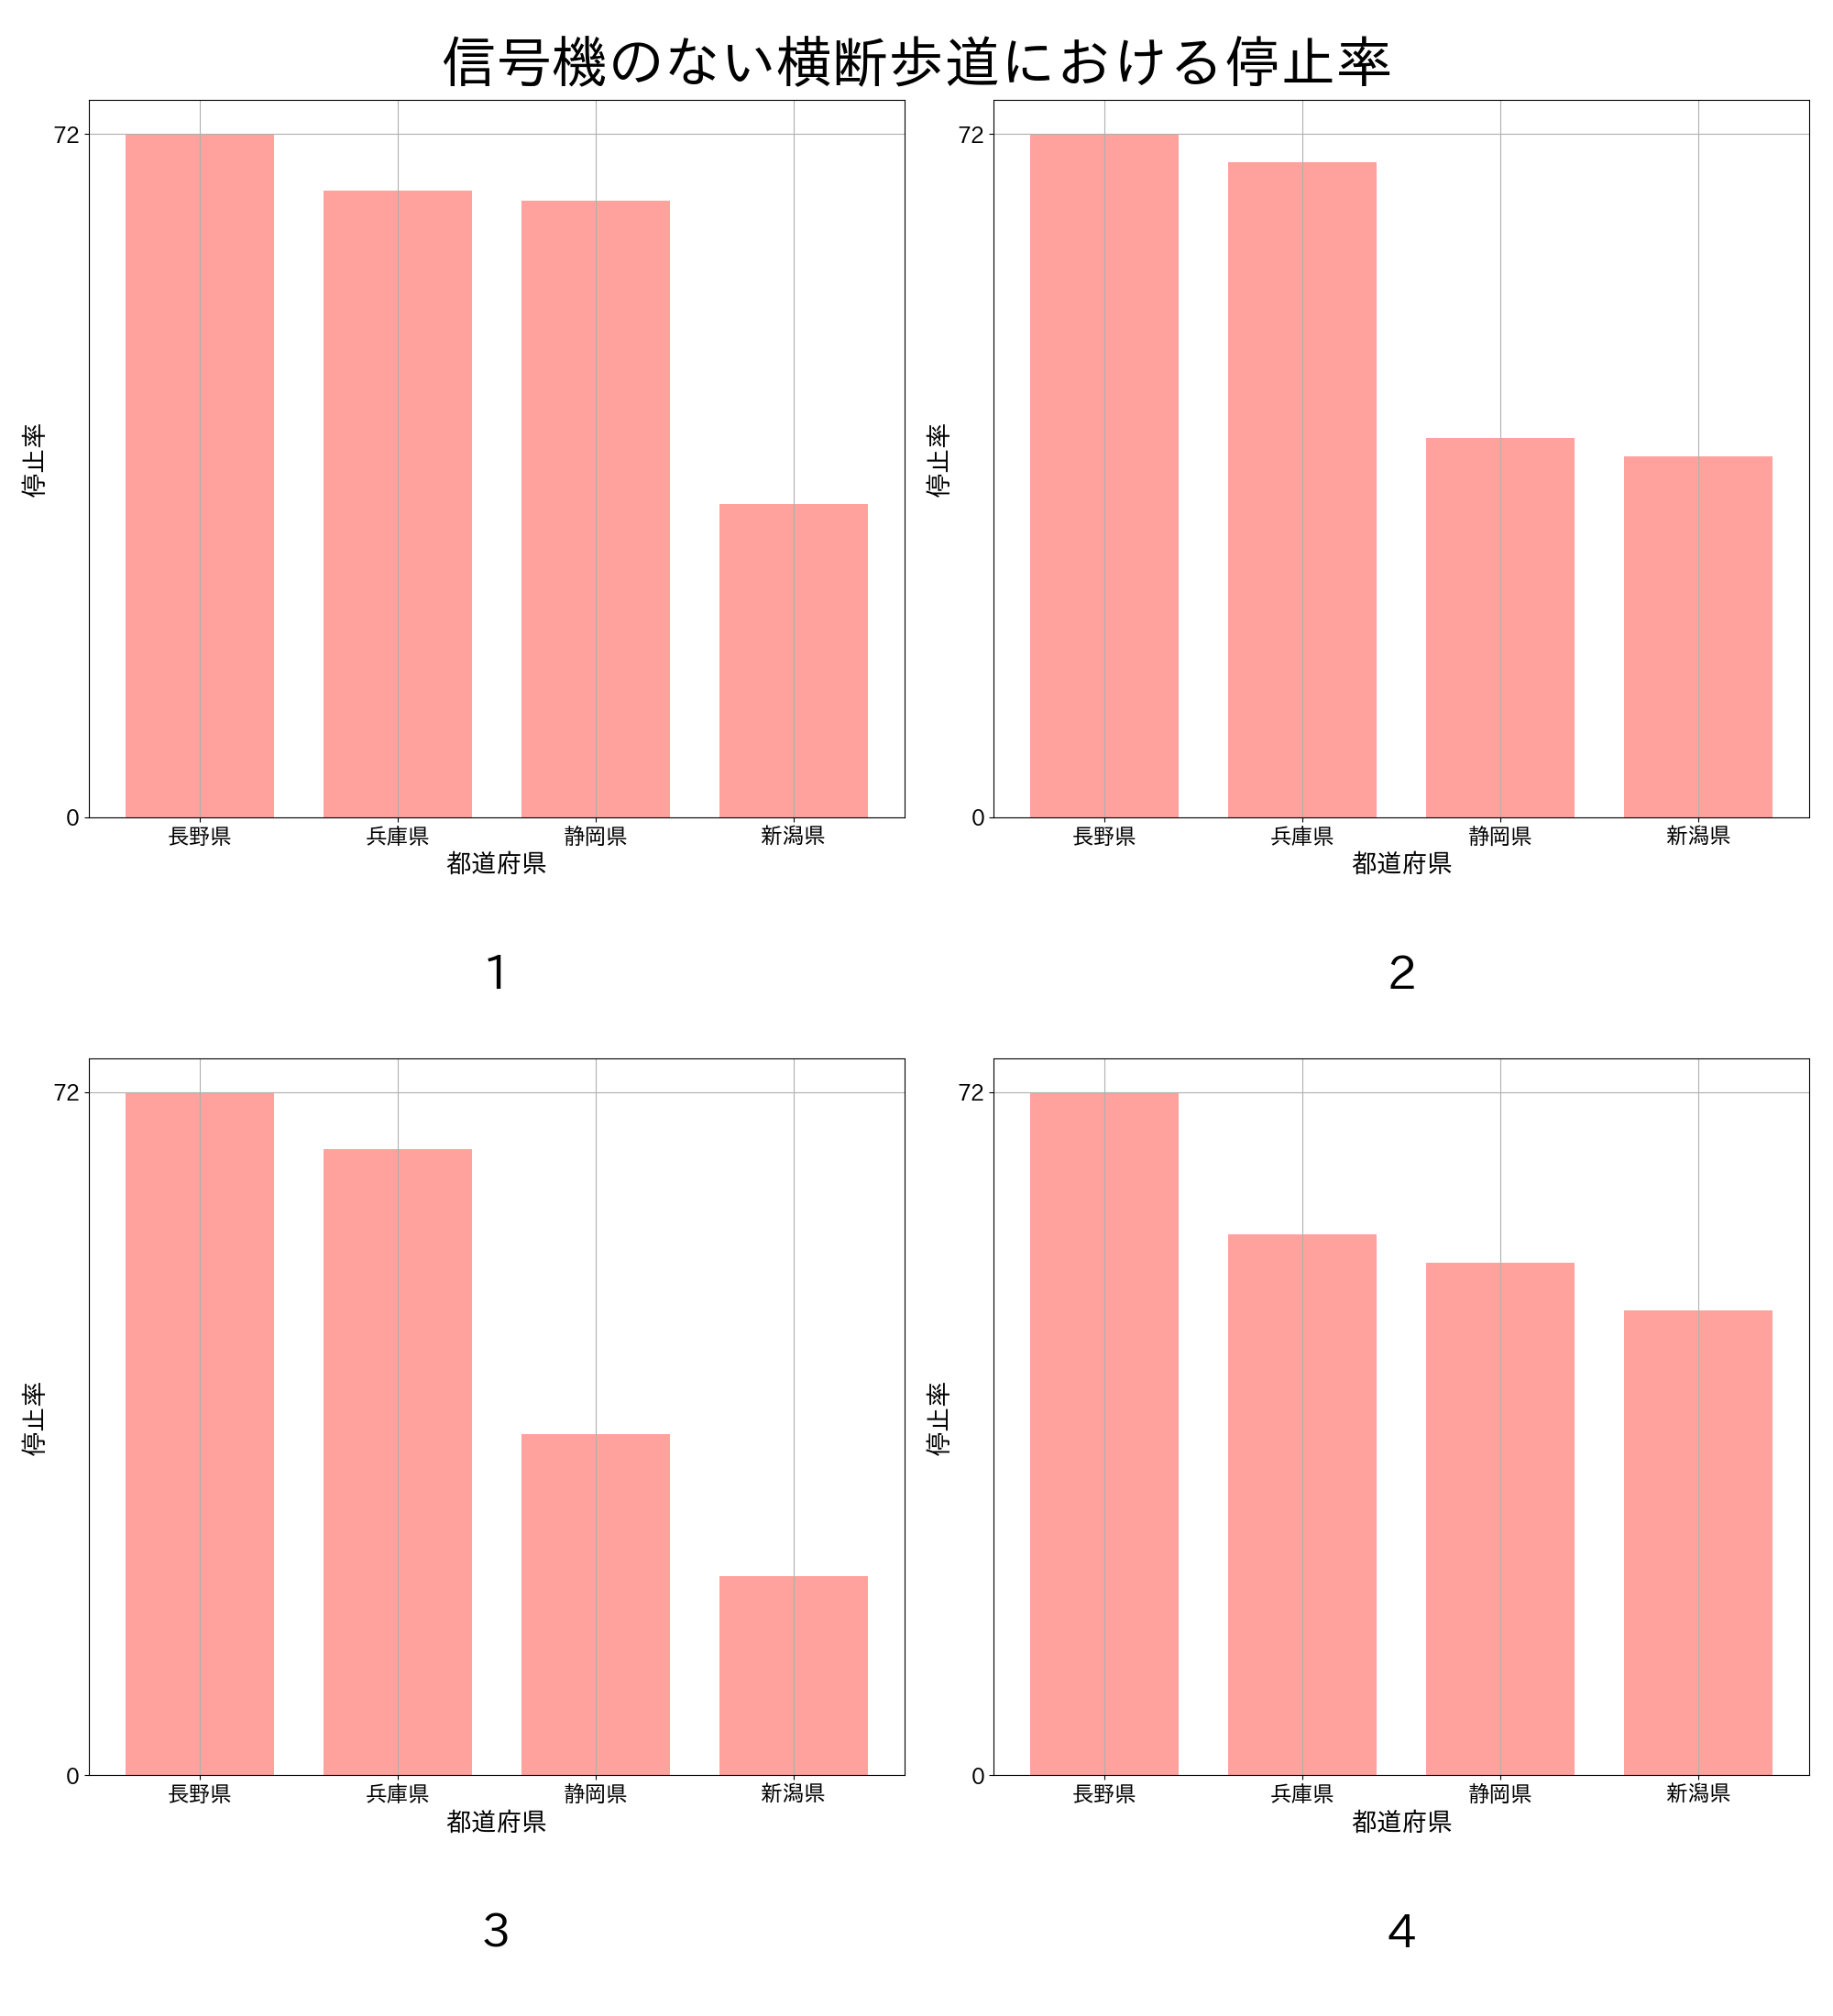 信号機のない横断歩道における停止率
72
0
停止率
長野県 兵庫県 静岡県 新潟県
都道府県
1
72
0
停止率
長野県 兵庫県 静岡県 新潟県
都道府県
2
72
0
停止率
長野県 兵庫県 静岡県 新潟県
都道府県
3
72
0
停止率
長野県 兵庫県 静岡県 新潟県
都道府県
4